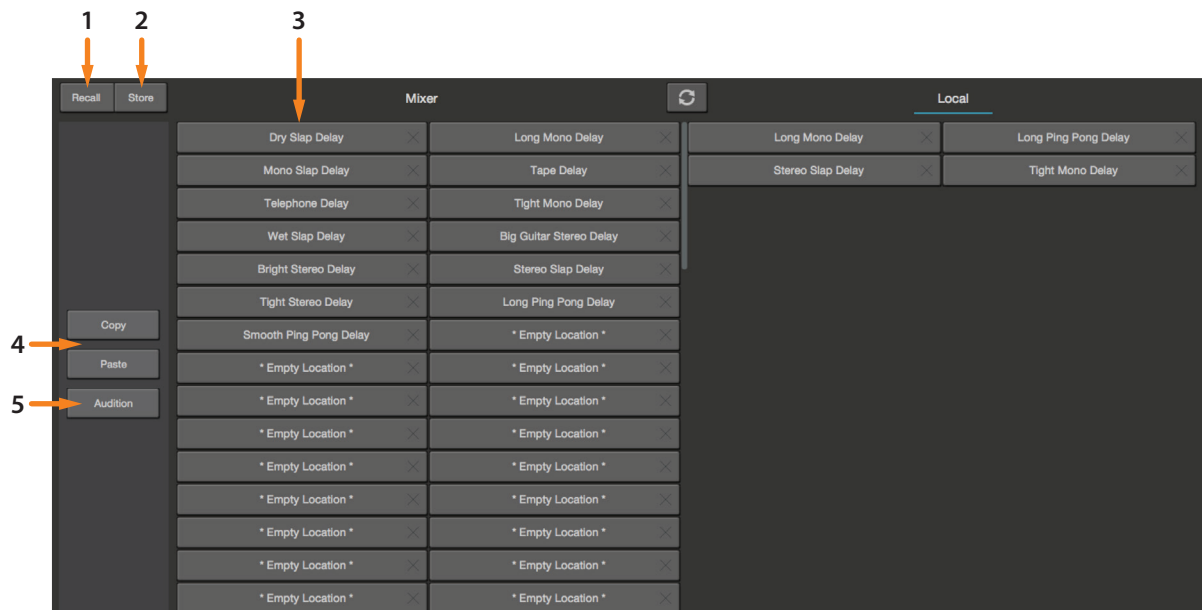 1 2 3
Recall Store Mixer Local
Dry Slap Delay Long Mono Delay Long Mono Delay Long Ping Pong Delay
Mono Slap Delay Tape Delay Stereo Slap Delay Tight Mono Delay
Telephone Delay Tight Mono Delay
Wet Slap Delay Big Guitar Stereo Delay
Bright Stereo Delay Stereo Slap Delay
Tight Stereo Delay Long Ping Pong Delay
Copy Smooth Ping Pong Delay * Empty Location *
4
Paste * Empty Location * * Empty Location *
5 Audition * Empty Location * * Empty Location *
* Empty Location * * Empty Location *
* Empty Location * * Empty Location *
* Empty Location * * Empty Location *
* Empty Location * * Empty Location *
* Empty Location * * Empty Location *
* Empty Location * * Empty Location *